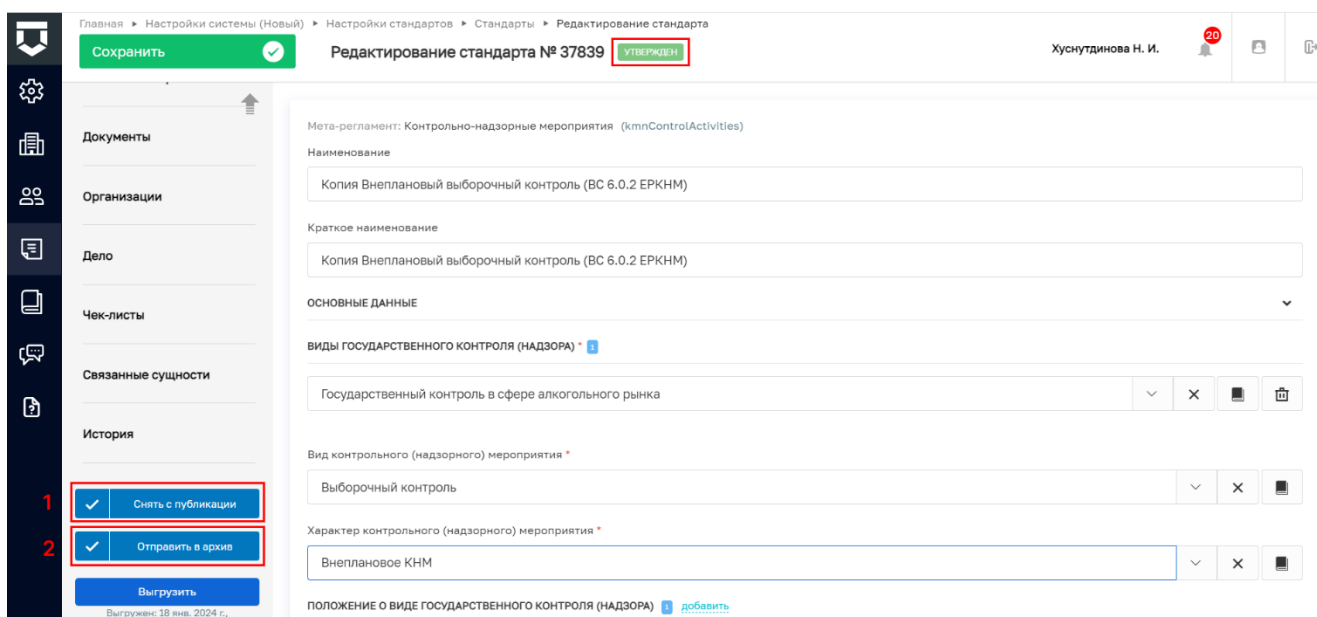 Главная ▸ Настройки системы (Новый) ▸ Настройки стандартов ▸ Стандарты ▸ Редактирование стандарта
Сохранить
Редактирование стандарта № 37839 УТВЕРЖДЕН
Хуснутдинова Н. И.
20
Документы
Организации
Дело
Чек-листы
Связанные сущности
История
1 Снять с публикации
2 Отправить в архив
Выгрузить
Выгружен: 18 янв. 2024 г.,
Мета-регламент: Контрольно-надзорные мероприятия (kmnControlActivities)
Наименование
Копия Внеплановый выборочный контроль (ВС 6.0.2 ЕРКНМ)
Краткое наименование
Копия Внеплановый выборочный контроль (ВС 6.0.2 ЕРКНМ)
ОСНОВНЫЕ ДАННЫЕ
ВИДЫ ГОСУДАРСТВЕННОГО КОНТРОЛЯ (НАДЗОРА) * 1
Государственный контроль в сфере алкогольного рынка
Вид контрольного (надзорного) мероприятия *
Выборочный контроль
Характер контрольного (надзорного) мероприятия *
Внеплановое КНМ
ПОЛОЖЕНИЕ О ВИДЕ ГОСУДАРСТВЕННОГО КОНТРОЛЯ (НАДЗОРА) 1 добавить